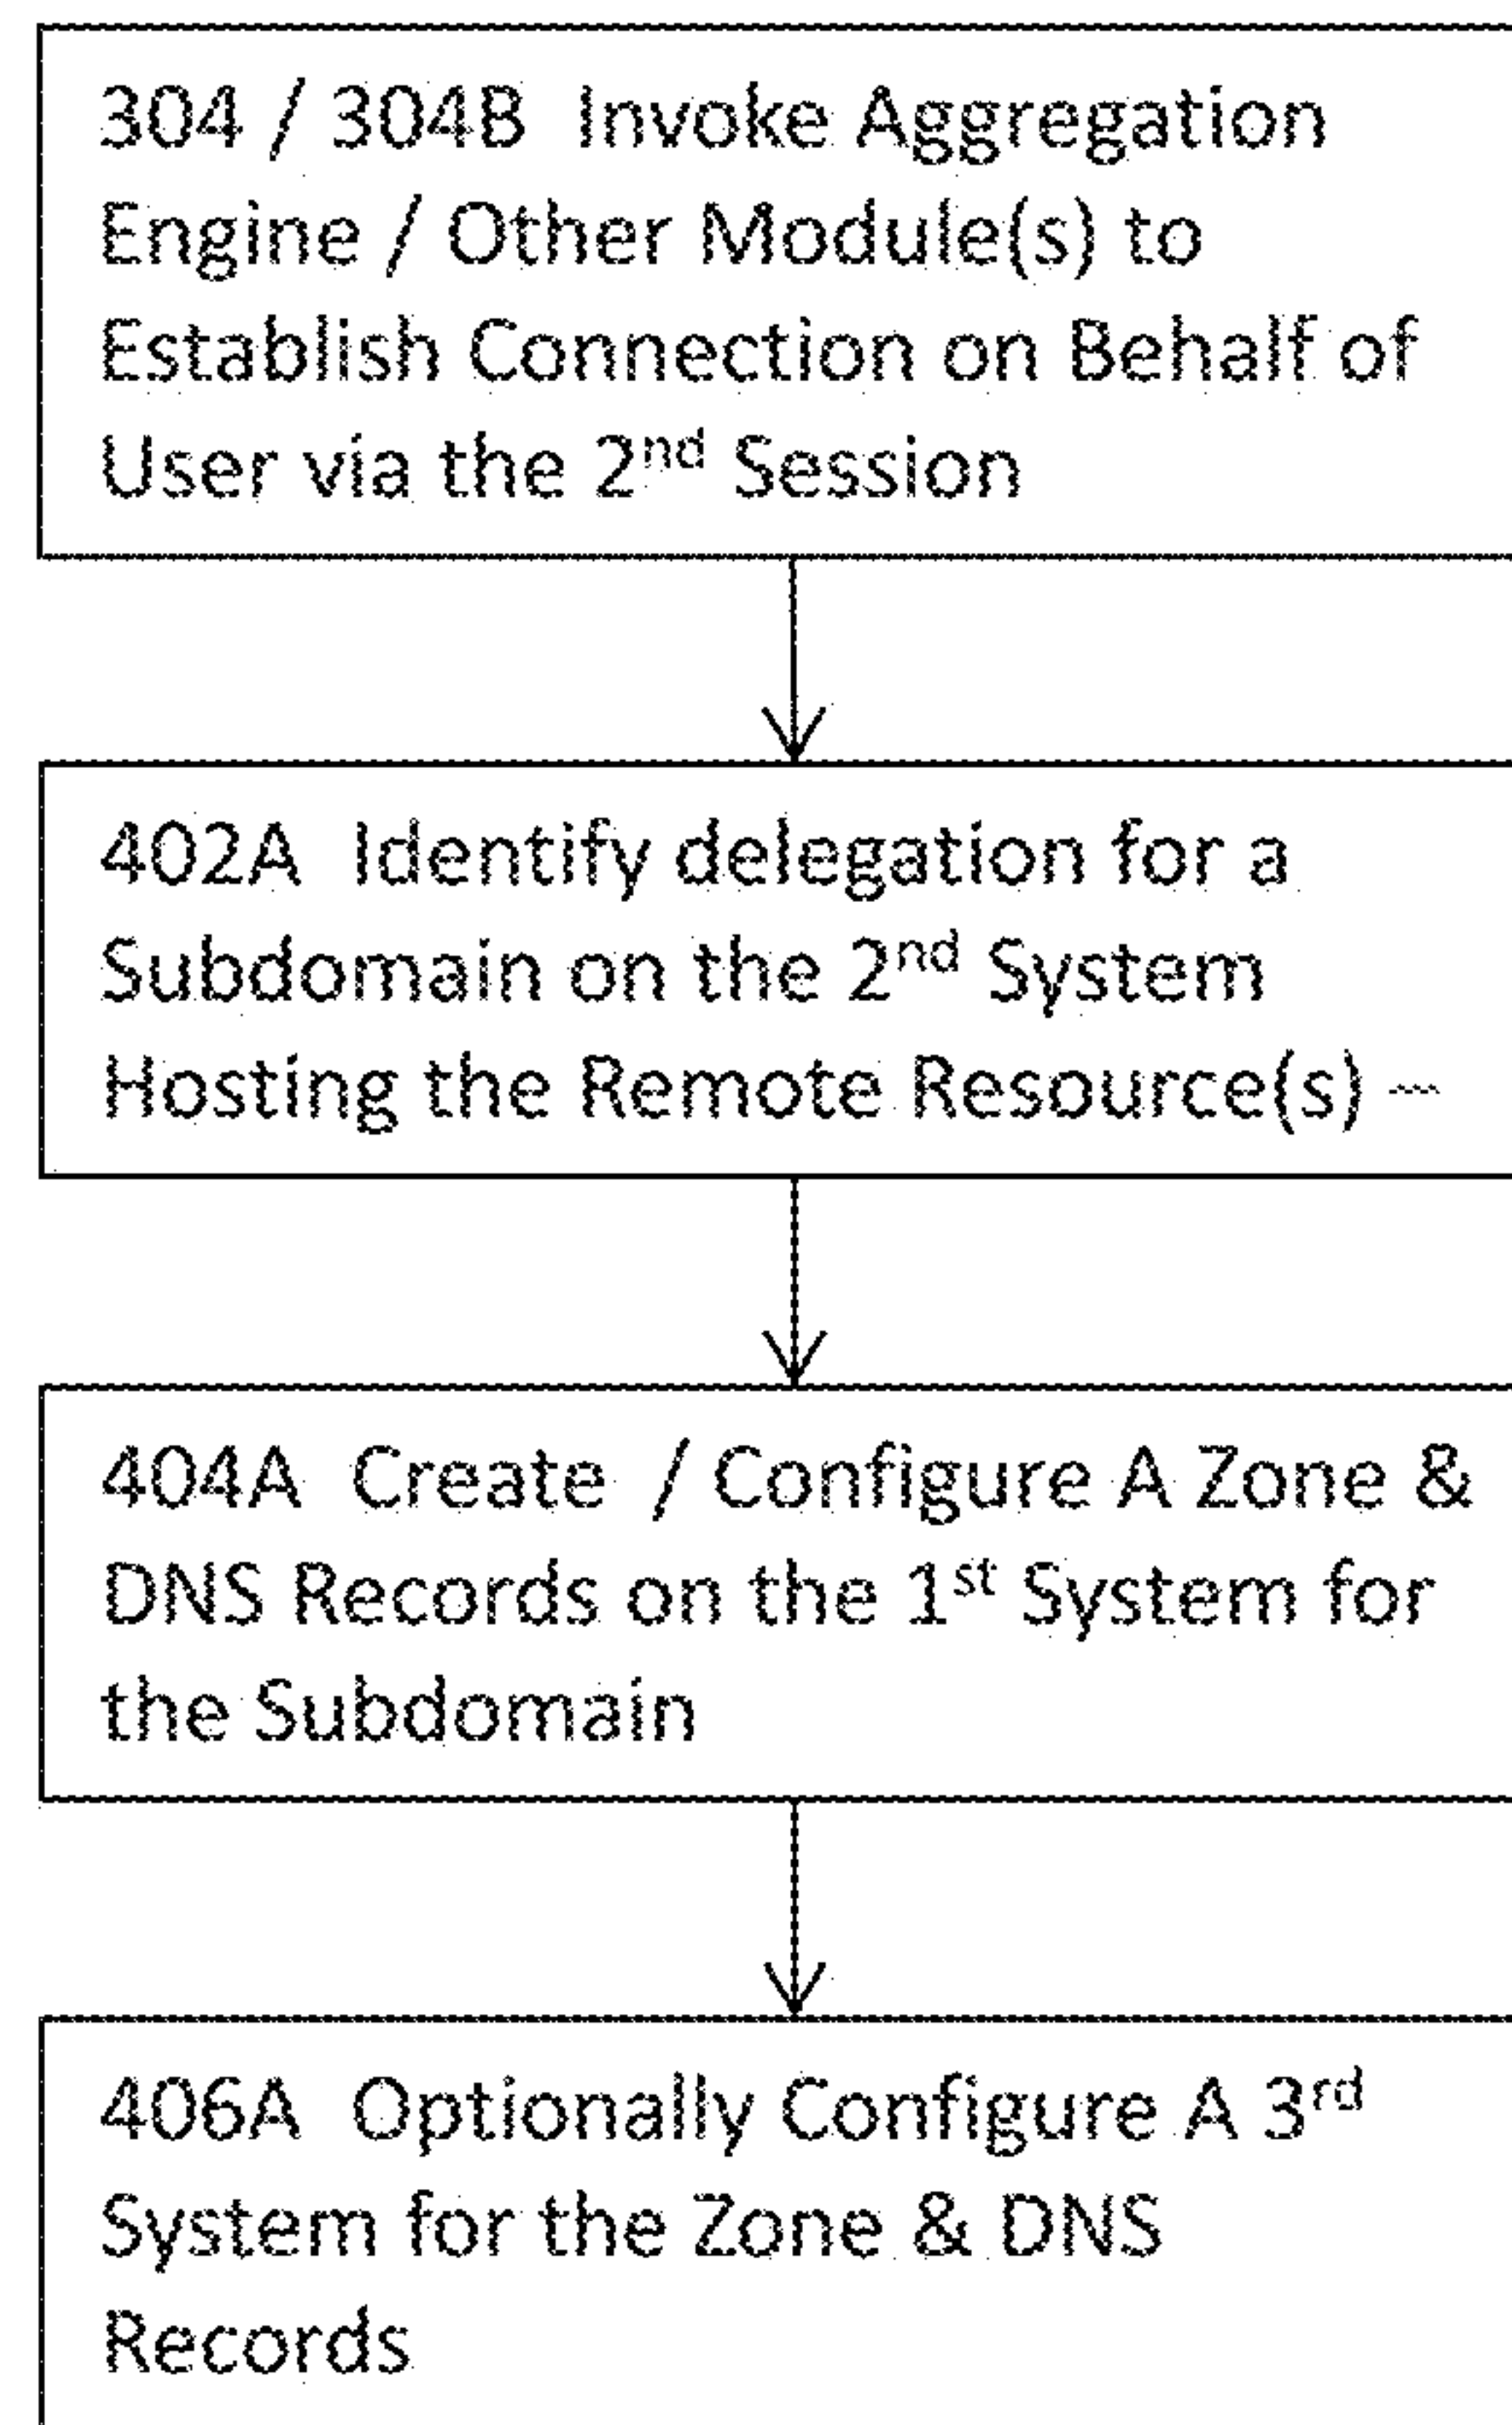 304 / 304B Invoke Aggregation
Engine / Other Module(s) to
Establish Connection on Behalf of
User via the 2nd Session
402A Identify delegation for a
Subdomain on the 2nd System
Hosting the Remote Resource(s) –
404A Create / Configure A Zone &
DNS Records on the 1st System for
the Subdomain
406A Optionally Configure A 3rd
System for the Zone & DNS
Records